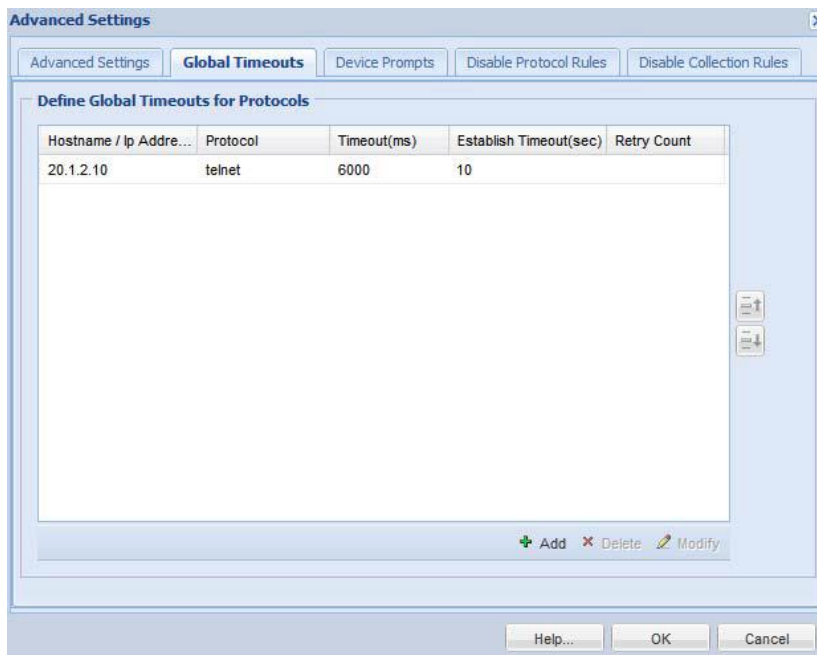 Advanced Settings
Advanced Settings Global Timeouts Device Prompts Disable Protocol Rules Disable Collection Rules
Define Global Timeouts for Protocols
Hostname / Ip Addre... Protocol Timeout(ms) Establish Timeout(sec) Retry Count
20.1.2.10 telnet 6000 10
Add Delete Modify
Help... OK Cancel